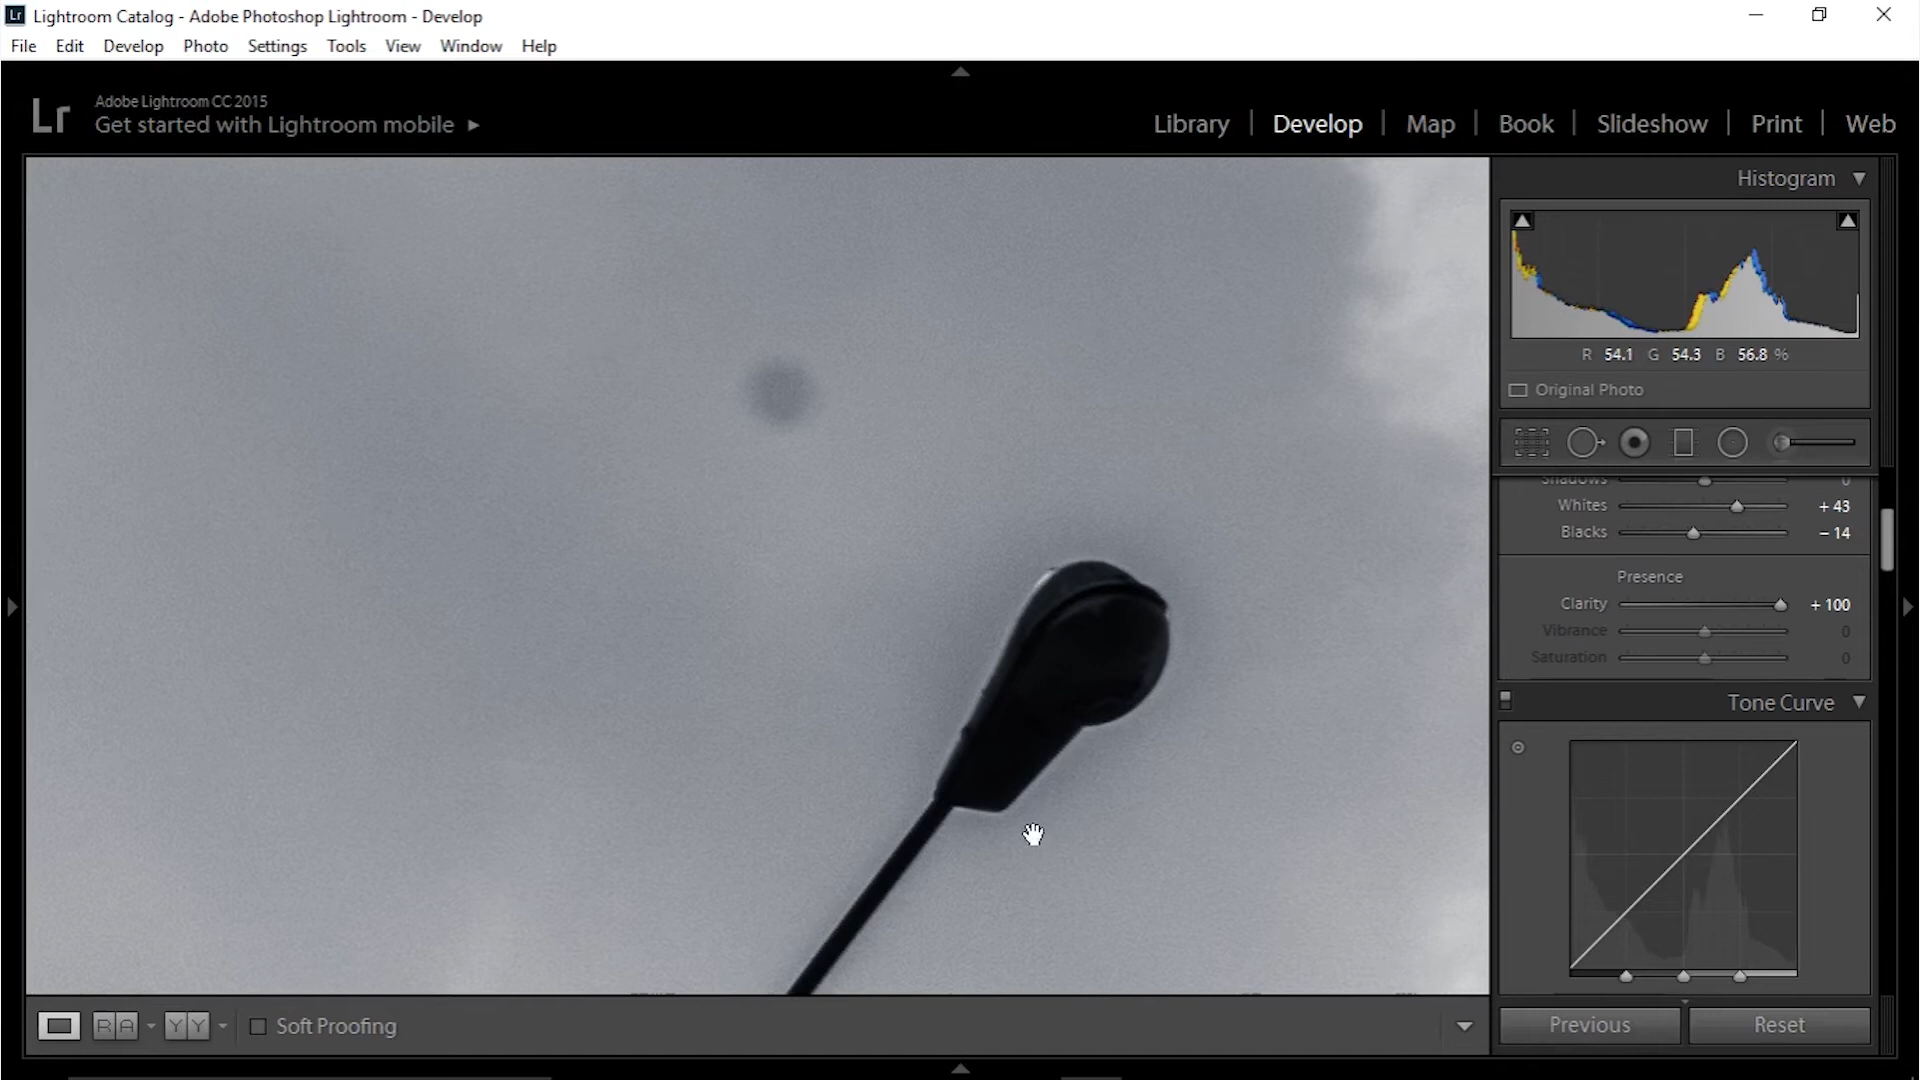 Lr Lightroom Catalog - Adobe Photoshop Lightroom - Develop
File Edit Develop Photo Settings Tools View Window Help
Lr
Adobe Lightroom CC 2015
Get started with Lightroom mobile
Library | Develop | Map | Book | Slideshow | Print | Web
Histogram
R 54.1 G 54.3 B 56.8 %
Original Photo
Shadows 0
Whites + 43
Blacks - 14
Presence
Clarity + 100
Vibrance 0
Saturation 0
Tone Curve
R A Y Y Soft Proofing
Previous Reset